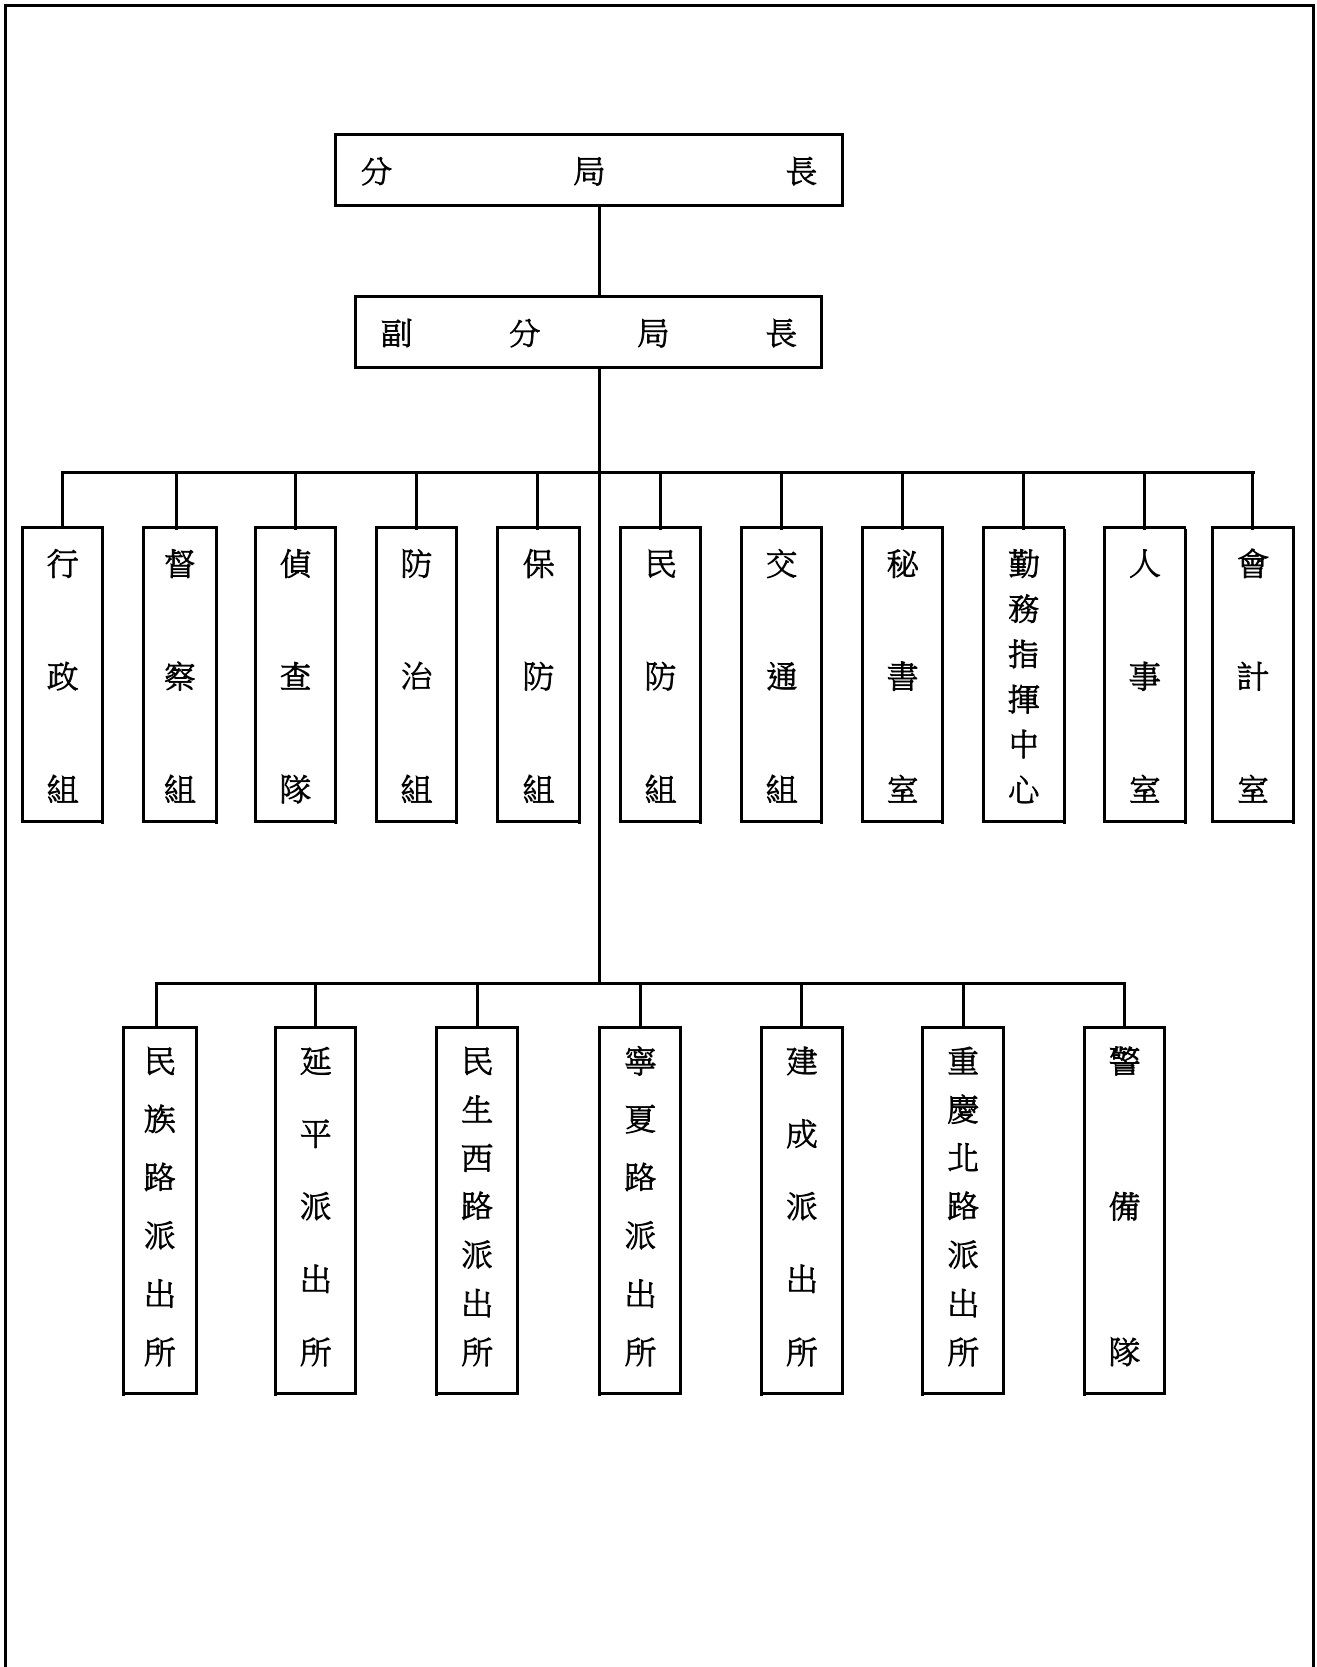 分局長
副分局長
行政組
督察組
偵查隊
防治組
保防組
民防組
交通組
秘書室
勤務指揮中心
人事室
會計室
民族路派出所
延平派出所
民生西路派出所
寧夏路派出所
建成派出所
重慶北路派出所
警備隊